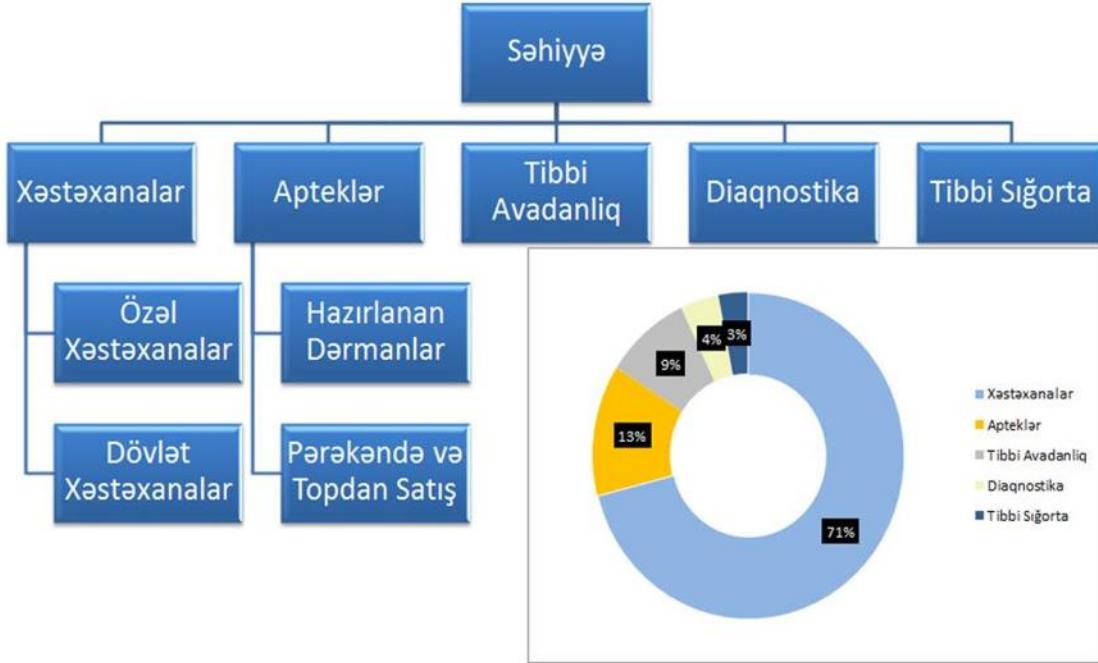 Səhiyyə
Xəstəxanalar
Apteklər
Tibbi
Avadanliq
Diaqnostika
Tibbi Sığorta
Özəl
Xəstəxanalar
Hazırlanan
Dərmanlar
Dövlət
Xəstəxanalar
Pərəkəndə və
Topdan Satış
3%
4%
9%
13%
71%
Xəstəxanalar
Apteklər
Tibbi Avadanliq
Diaqnostika
Tibbi Sığorta